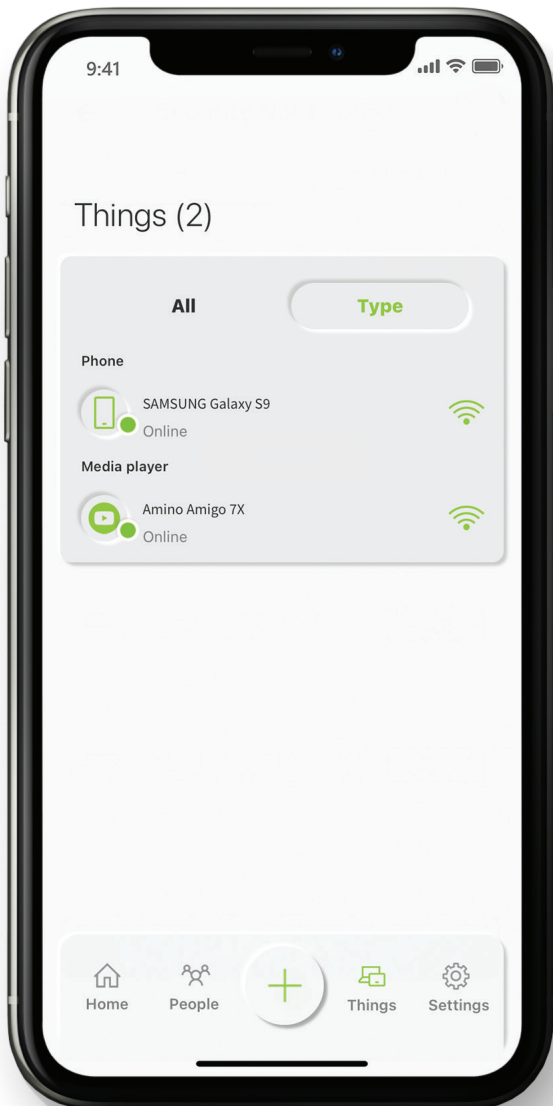 9:41
Things (2)
All Type
Phone
SAMSUNG Galaxy S9
Online
Media player
Amino Amigo 7X
Online
Home People Things Settings